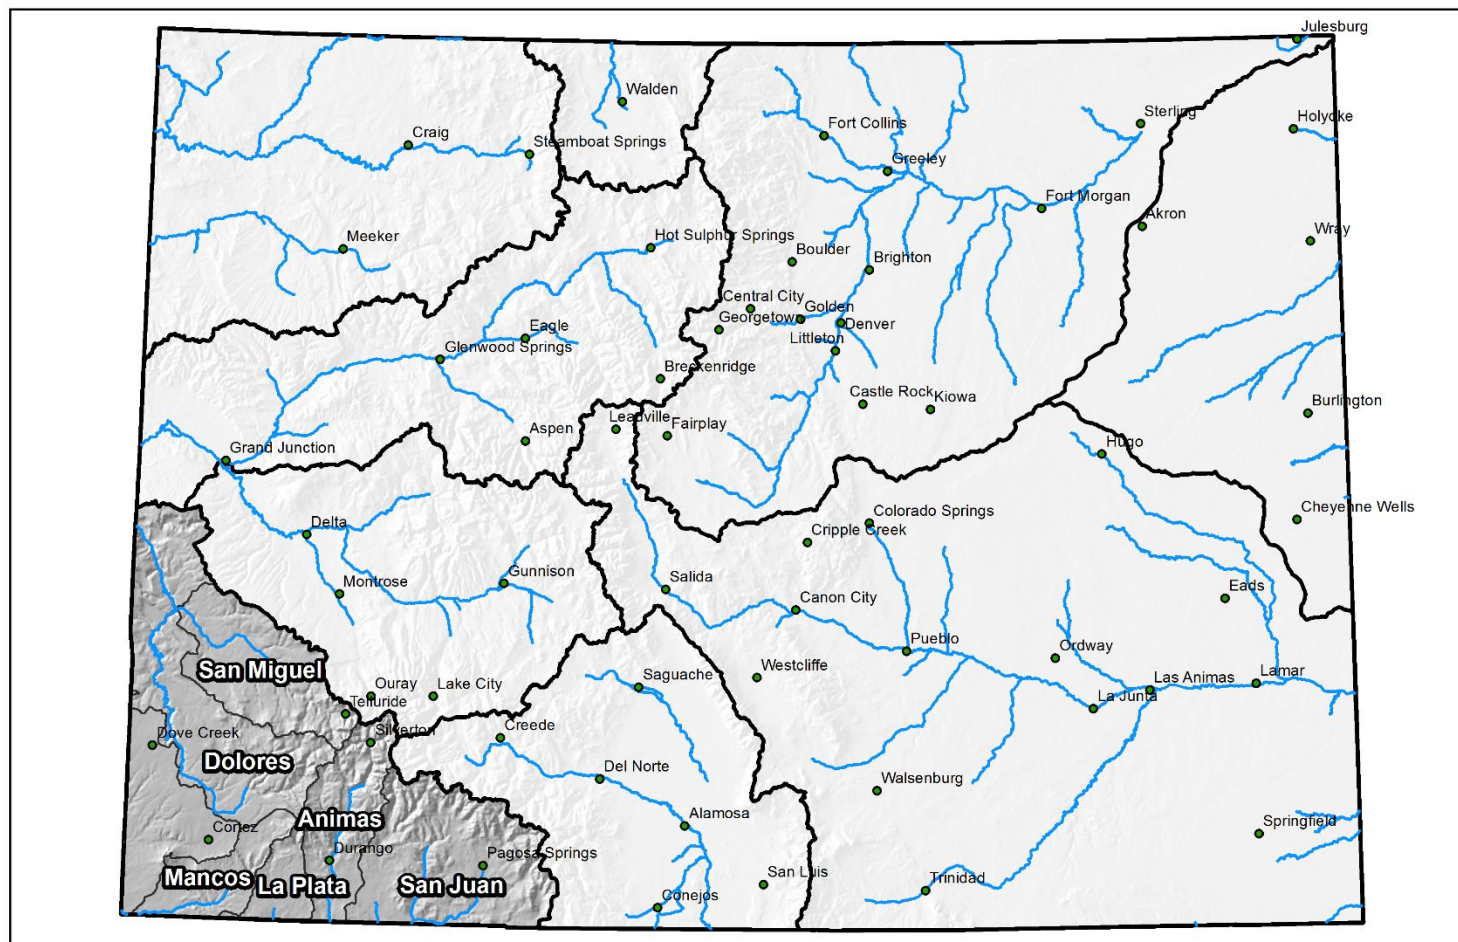 Julesburg
Walden
Sterling
Holyoke
Fort Collins
Craig
Steamboat Springs
Greeley
Fort Morgan
Akron
Wray
Meeker
Hot Sulphur Springs
Boulder
Brighton
Central City
Golden
Georgetown
Denver
Eagle
Littleton
Glenwood Springs
Breckenridge
Castle Rock
Kiowa
Burlington
Leadville
Fairplay
Aspen
Hugo
Grand Junction
Cheyenne Wells
Delta
Colorado Springs
Cripple Creek
Montrose
Gunnison
Salida
Eads
Canon City
Pueblo
Ordway
San Miguel
Westcliffe
Saguache
Ouray
Lake City
Las Animas
Lamar
Telluride
La Junta
Dove Creek
Silverton
Creede
Dolores
Del Norte
Walsenburg
Animas
Alamosa
Cortez
Springfield
Durango
Pagosa Springs
Mancos
La Plata
San Juan
San Luis
Trinidad
Conejos